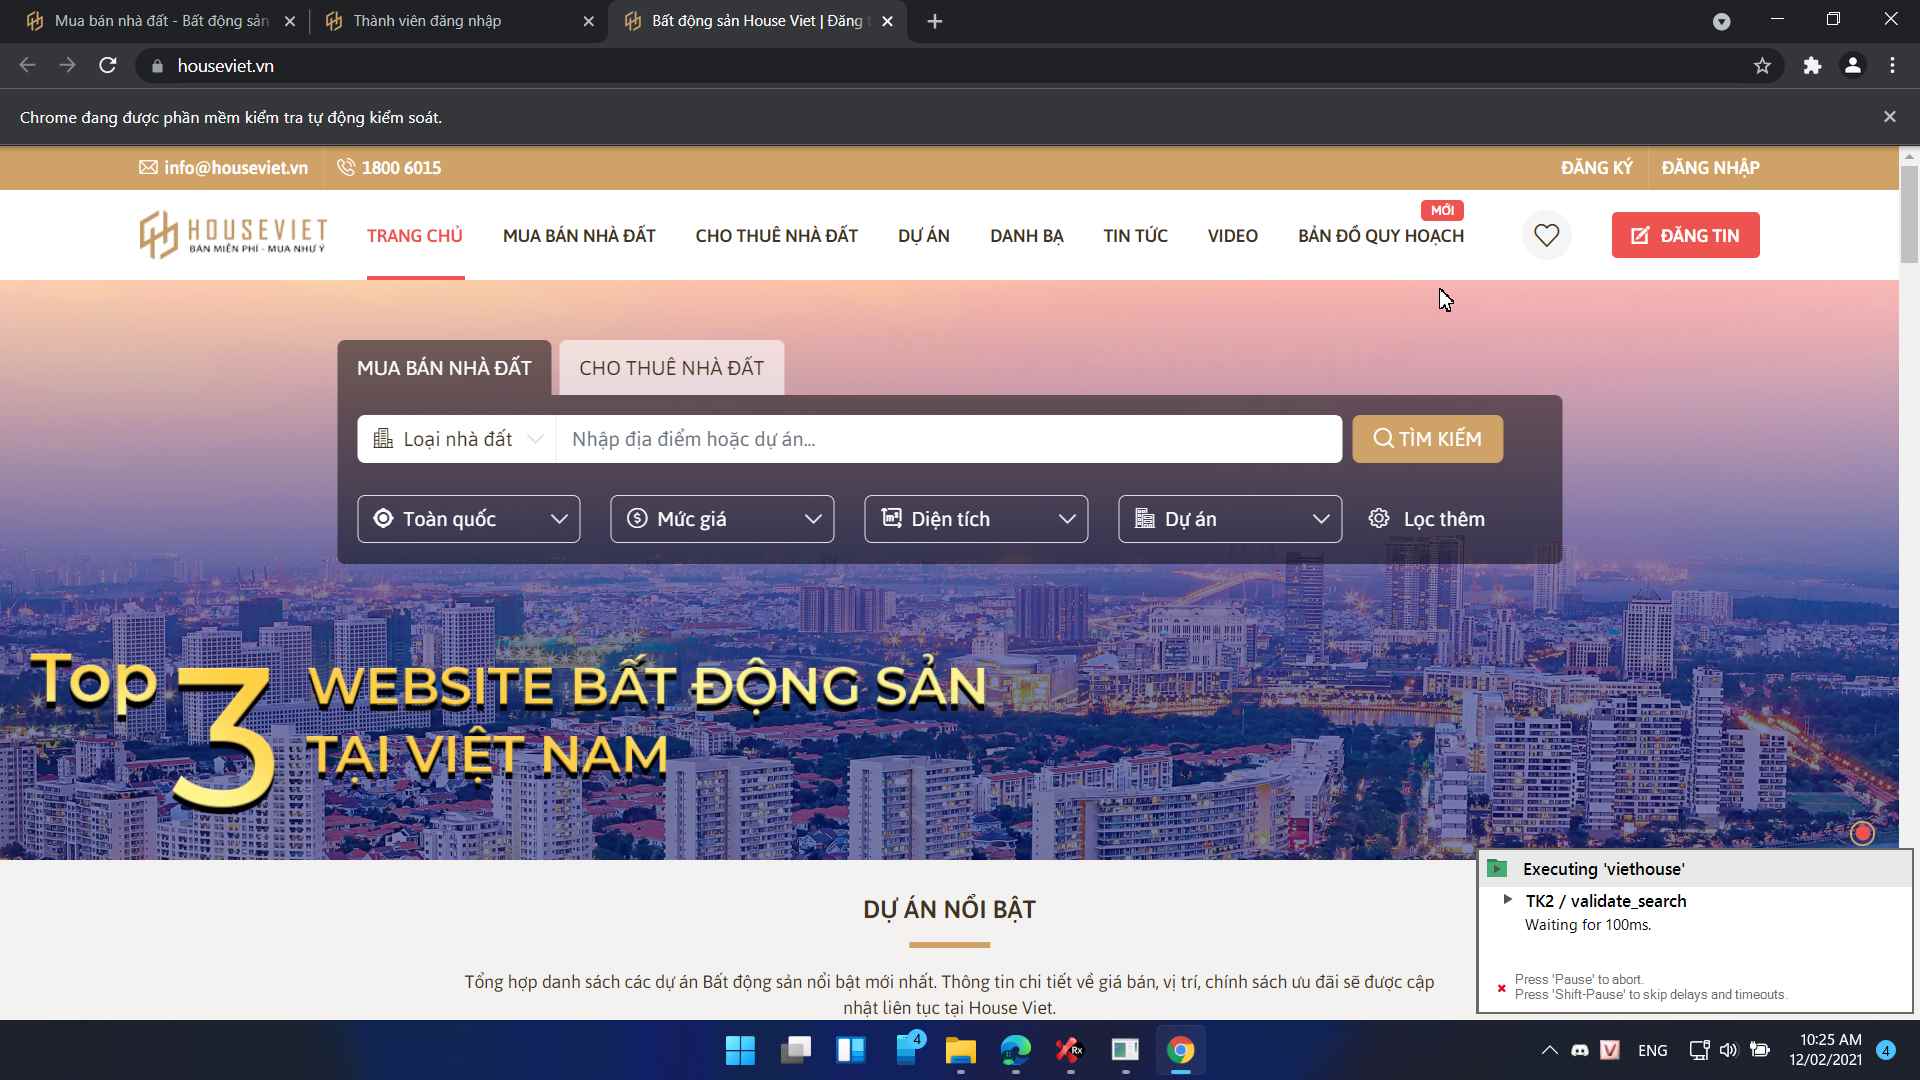 Mua bán nhà đất - Bất động sản
Thành viên đăng nhập
Bất động sản House Viet | Đăng t
houseviet.vn
Chrome đang được phần mềm kiểm tra tự động kiểm soát.
info@houseviet.vn
1800 6015
ĐĂNG KÝ
ĐĂNG NHẬP
HOUSEVIET
BÁN MIỄN PHÍ - MUA NHƯ Ý
TRANG CHỦ
MUA BÁN NHÀ ĐẤT
CHO THUÊ NHÀ ĐẤT
DỰ ÁN
DANH BẠ
TIN TỨC
VIDEO
MỚI
BẢN ĐỒ QUY HOẠCH
ĐĂNG TIN
MUA BÁN NHÀ ĐẤT
CHO THUÊ NHÀ ĐẤT
Loại nhà đất
Nhập địa điểm hoặc dự án...
TÌM KIẾM
Toàn quốc
Mức giá
Diện tích
Dự án
Lọc thêm
Top 3 WEBSITE BẤT ĐỘNG SẢN
TẠI VIỆT NAM
DỰ ÁN NỔI BẬT
Tổng hợp danh sách các dự án Bất động sản nổi bật mới nhất. Thông tin chi tiết về giá bán, vị trí, chính sách ưu đãi sẽ được cập
nhật liên tục tại House Viet.
Executing 'viethouse'
TK2 / validate_search
Waiting for 100ms.
Press 'Pause' to abort.
Press 'Shift-Pause' to skip delays and timeouts.
4
Rx
V
ENG
10:25 AM
12/02/2021
4